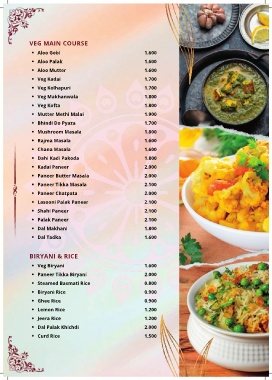 VEG MAIN COURSE
• Aloo Gobi 1.600
• Aloo Palak 1.600
• Aloo Mutter 1.600
• Veg Kadai 1.700
• Veg Kolhapuri 1.700
• Veg Makhanwala 1.800
• Veg Kofta 1.800
• Mutter Methi Malai 1.900
• Bhindi Do Pyaza 1.700
• Mushroom Masala 1.800
• Rajma Masala 1.600
• Chana Masala 1.600
• Dahi Kadi Pakoda 1.800
• Kadai Paneer 2.000
• Paneer Butter Masala 2.000
• Paneer Tikka Masala 2.100
• Paneer Chatpata 2.000
• Lasooni Palak Paneer 2.100
• Shahi Paneer 2.100
• Palak Paneer 2.100
• Dal Makhani 1.800
• Dal Tadka 1.600
BIRYANI & RICE
• Veg Biryani 1.600
• Paneer Tikka Biryani 2.000
• Steamed Basmati Rice 0.800
• Biryani Rice 0.900
• Ghee Rice 0.900
• Lemon Rice 1.200
• Jeera Rice 1.200
• Dal Palak Khichdi 2.000
• Curd Rice 1.500